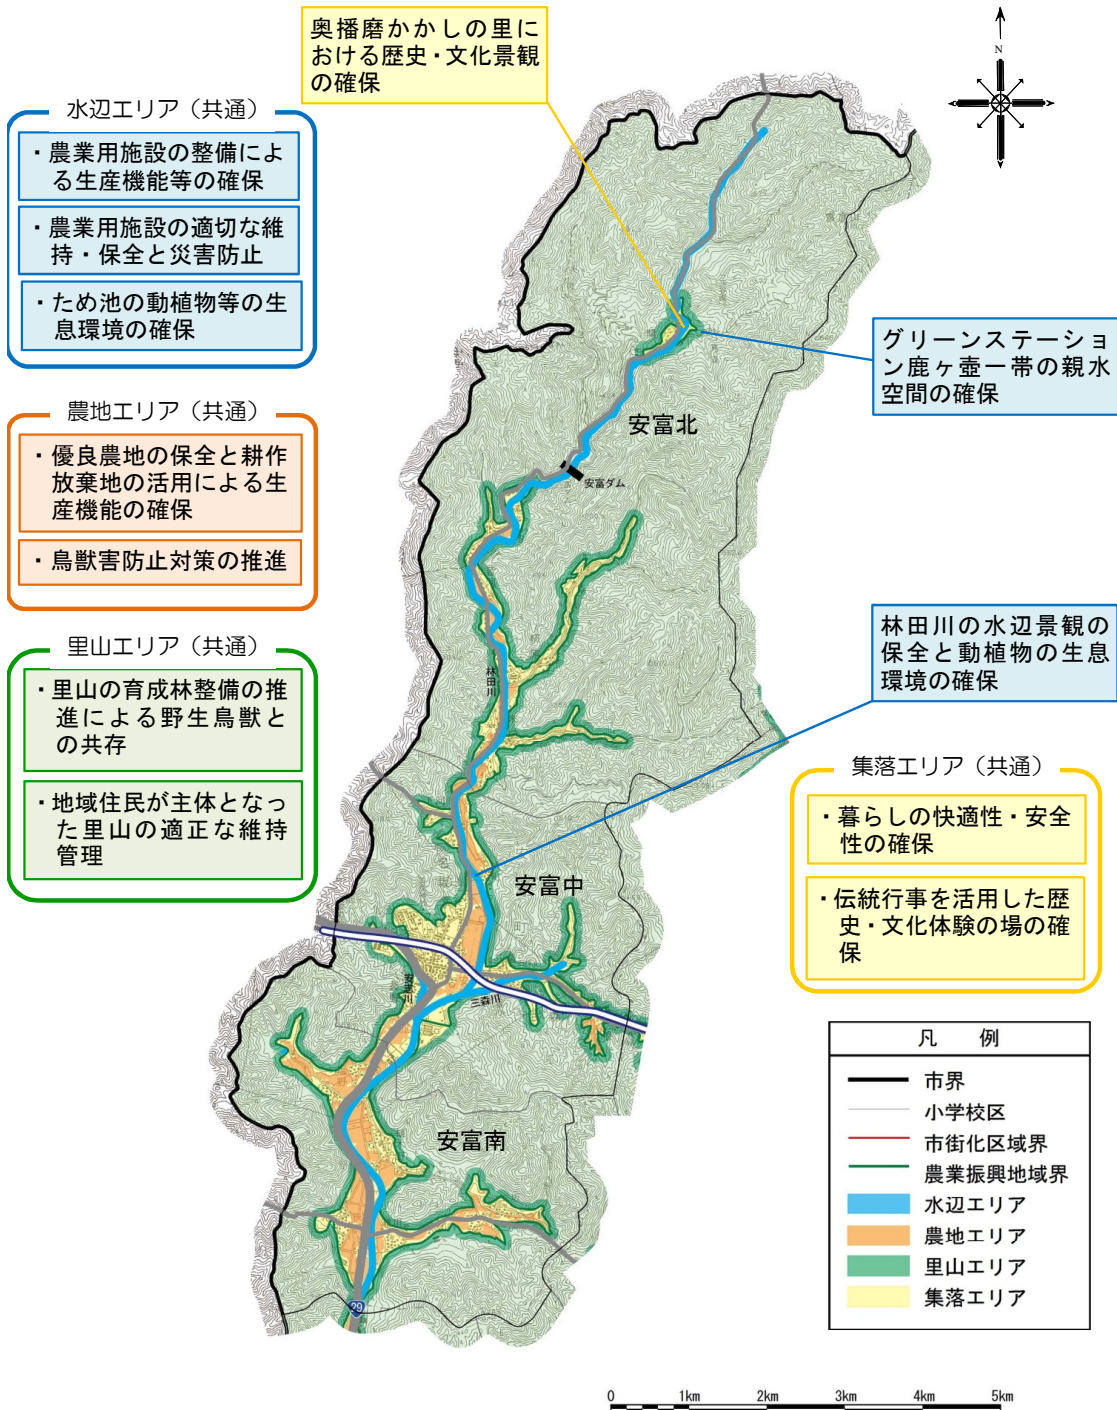 奥播磨かかしの里に
おける歴史・文化景観
の確保
N
水辺エリア（共通）
・農業用施設の整備によ
る生産機能等の確保
・農業用施設の適切な維
持・保全と災害防止
・ため池の動植物等の生
息環境の確保
グリーンステーショ
ン鹿ヶ壺一帯の親水
空間の確保
農地エリア（共通）
・優良農地の保全と耕作
放棄地の活用による生
産機能の確保
・鳥獣害防止対策の推進
安富北
安富ダム
林田川の水辺景観の
保全と動植物の生息
環境の確保
里山エリア（共通）
・里山の育成林整備の推
進による野生鳥獣と
の共存
・地域住民が主体となっ
た里山の適正な維持
管理
林田川
集落エリア（共通）
・暮らしの快適性・安全
性の確保
・伝統行事を活用した歴
史・文化体験の場の確
保
安富中
安志川
三森川
安富南
29
凡 例
市界
小学校区
市街化区域界
農業振興地域界
水辺エリア
農地エリア
里山エリア
集落エリア
0 1km 2km 3km 4km 5km